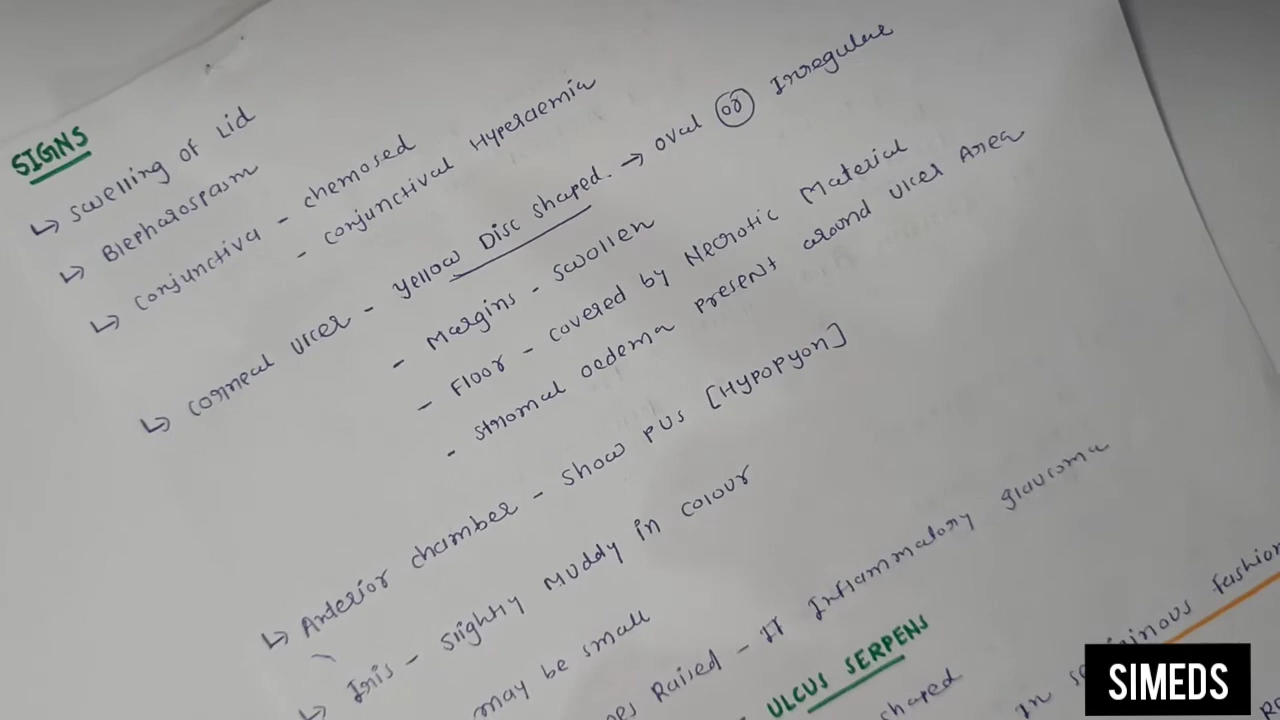 SIGNS
↳ Swelling of Lid
↳ Blepharospasm
↳ Conjunctiva - chemosed
- conjunctival Hyperaemia
↳ Corneal Ulcer - Yellow Disc shaped. → oval or Irregular
- Margins - swollen
- Floor - covered by Necrotic Material
- stromal oedema present around Ulcer Area
↳ Anterior chamber - Show pus [Hypopyon]
↳ Iris - Slightly Muddy in colour
may be small
Raised - II Inflammatory glaucoma
ULCUS SERPENS
shaped
In fashion
SIMEDS